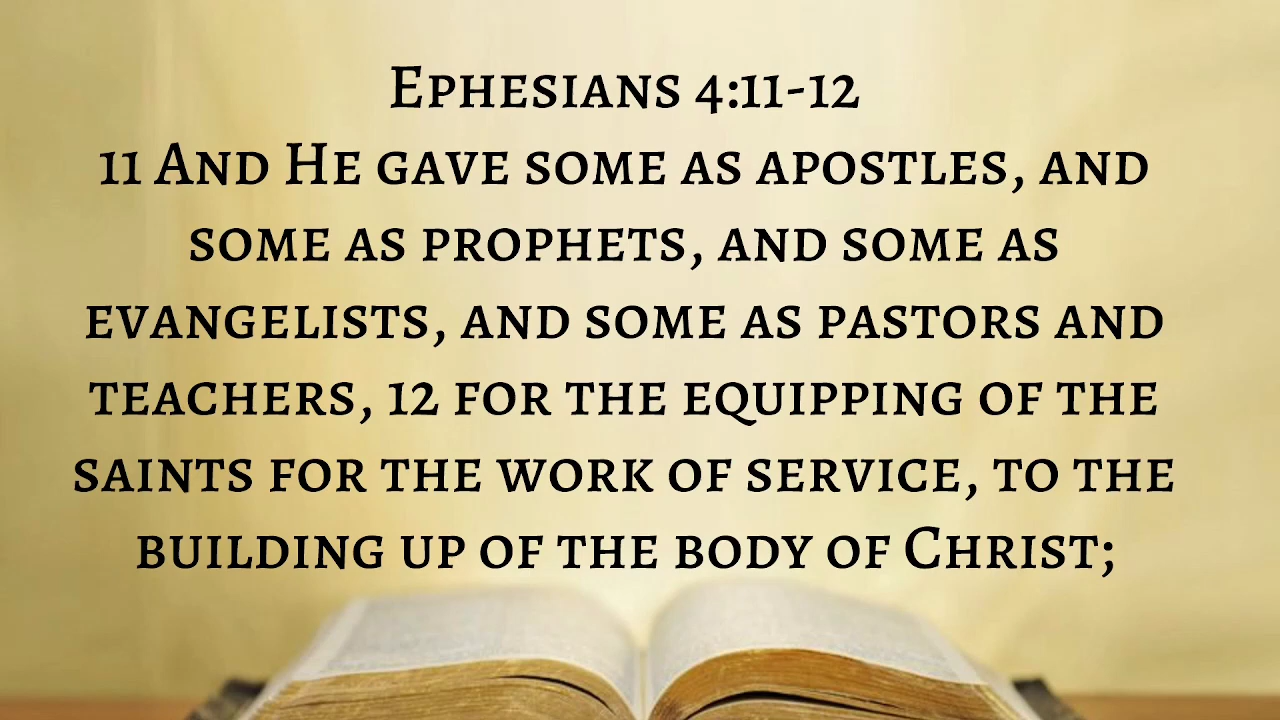 Ephesians 4:11-12
11 And He gave some as apostles, and
some as prophets, and some as
evangelists, and some as pastors and
teachers, 12 for the equipping of the
saints for the work of service, to the
building up of the body of Christ;